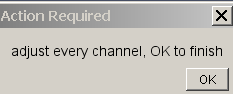 Action Required
adjust every channel, OK to finish
OK